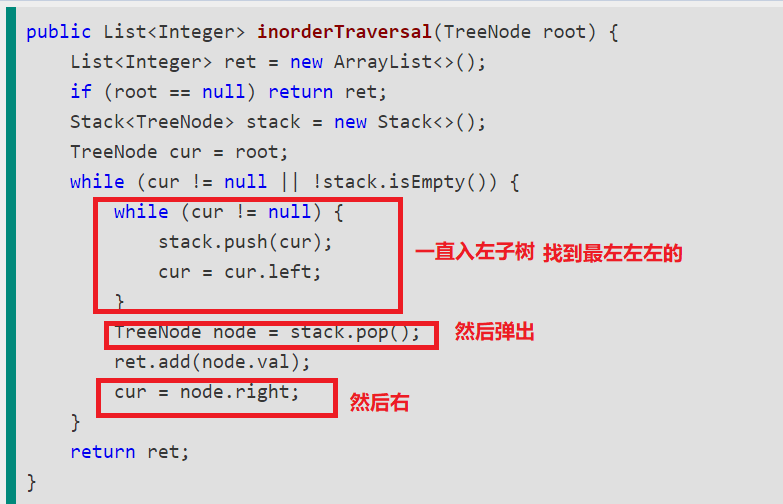 public List<Integer> inorderTraversal(TreeNode root) {
List<Integer> ret = new ArrayList<>();
if (root == null) return ret;
Stack<TreeNode> stack = new Stack<>();
TreeNode cur = root;
while (cur != null || !stack.isEmpty()) {
while (cur != null) {
stack.push(cur);
一直入左子树 找到最左左左的
cur = cur.left;
}
TreeNode node = stack.pop(); 然后弹出
ret.add(node.val);
cur = node.right; 然后右
}
return ret;
}